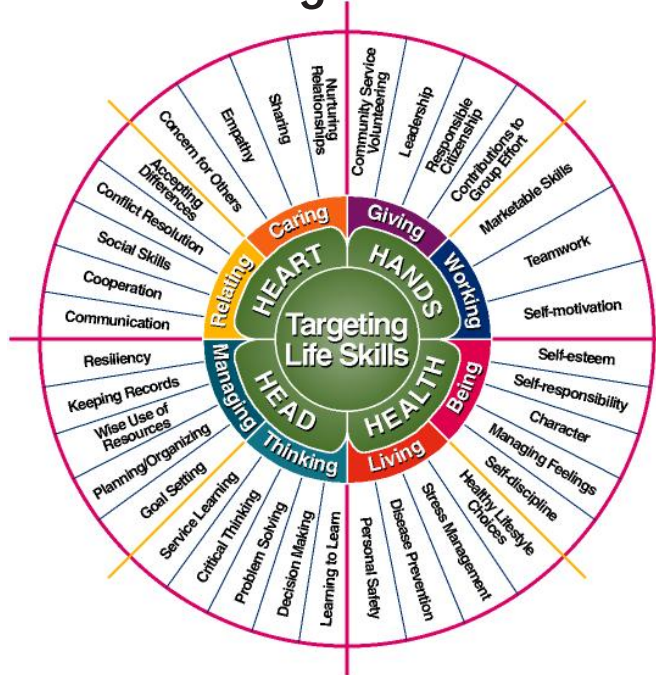 g
Targeting
Life Skills
HEART
HANDS
HEALTH
HEAD
Caring
Giving
Working
Being
Living
Thinking
Managing
Relating
Nurturing
Relationships
Sharing
Empathy
Concern for Others
Community Service
Volunteering
Leadership
Responsible
Citizenship
Contributions to
Group Effort
Marketable Skills
Teamwork
Self-motivation
Self-esteem
Self-responsibility
Character
Managing Feelings
Self-discipline
Healthy Lifestyle
Choices
Stress Management
Disease Prevention
Personal Safety
Learning to Learn
Decision Making
Problem Solving
Critical Thinking
Service Learning
Goal Setting
Planning/Organizing
Wise Use of
Resources
Keeping Records
Resiliency
Communication
Cooperation
Social Skills
Conflict Resolution
Accepting
Differences